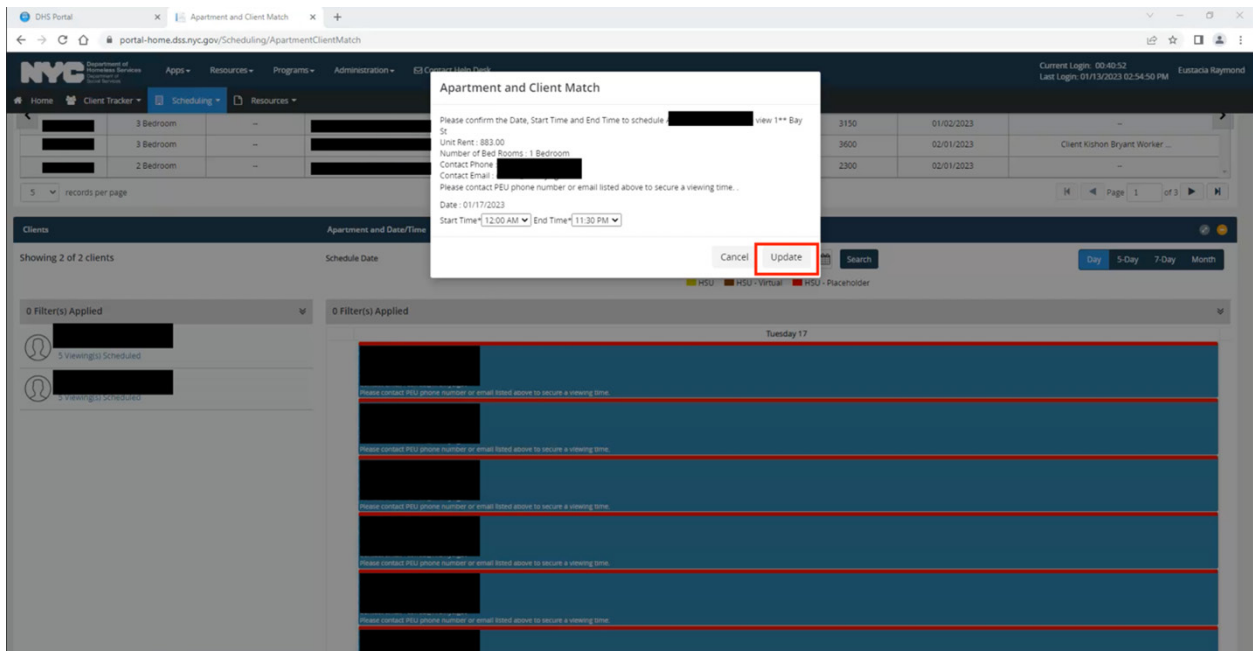 DHS Portal
Apartment and Client Match
portal-home.dss.nyc.gov/Scheduling/ApartmentClientMatch
NYC
Department of
Homeless Services
Department of
Social Services
Apps
Resources
Programs
Administration
Contact Help Desk
Current Login: 00:40:52
Last Login: 01/13/2023 02:54:50 PM
Eustacia Raymond
Home
Client Tracker
Scheduling
Resources
3 Bedroom -- 3150 01/02/2023 --
3 Bedroom -- 3600 02/01/2023 Client Kishon Bryant Worker ...
2 Bedroom -- 2300 02/01/2023 --
5 records per page
Page 1 of 3
Apartment and Client Match
Please confirm the Date, Start Time and End Time to schedule view 1** Bay
St
Unit Rent : 883.00
Number of Bed Rooms : 1 Bedroom
Contact Phone
Contact Email :
Please contact PEU phone number or email listed above to secure a viewing time. .
Date : 01/17/2023
Start Time* 12:00 AM End Time* 11:30 PM
Cancel Update
Clients
Apartment and Date/Time
Showing 2 of 2 clients
Schedule Date
Search
Day 5-Day 7-Day Month
HSU HSU - Virtual HSU - Placeholder
0 Filter(s) Applied
0 Filter(s) Applied
5 Viewing(s) Scheduled
5 Viewing(s) Scheduled
Tuesday 17
Please contact PEU phone number or email listed above to secure a viewing time.
Please contact PEU phone number or email listed above to secure a viewing time.
Please contact PEU phone number or email listed above to secure a viewing time.
Please contact PEU phone number or email listed above to secure a viewing time.
Please contact PEU phone number or email listed above to secure a viewing time.